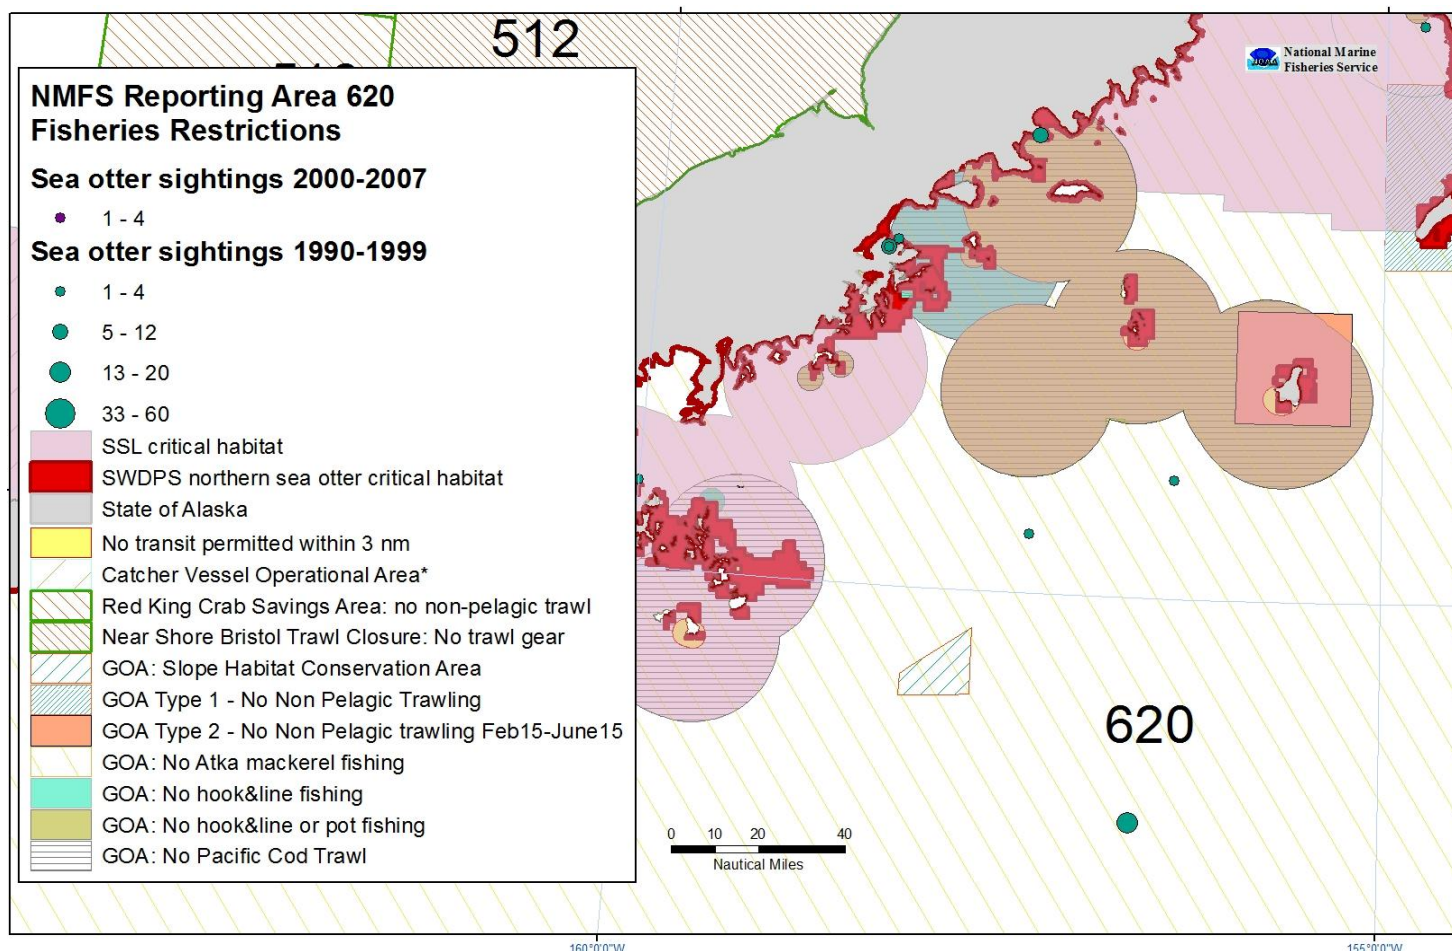 512
National Marine
Fisheries Service
NMFS Reporting Area 620
Fisheries Restrictions
Sea otter sightings 2000-2007
1 - 4
Sea otter sightings 1990-1999
1 - 4
5 - 12
13 - 20
33 - 60
SSL critical habitat
SWDPS northern sea otter critical habitat
State of Alaska
No transit permitted within 3 nm
Catcher Vessel Operational Area*
Red King Crab Savings Area: no non-pelagic trawl
Near Shore Bristol Trawl Closure: No trawl gear
GOA: Slope Habitat Conservation Area
GOA Type 1 - No Non Pelagic Trawling
GOA Type 2 - No Non Pelagic trawling Feb15-June15
GOA: No Atka mackerel fishing
GOA: No hook&line fishing
GOA: No hook&line or pot fishing
GOA: No Pacific Cod Trawl
620
0 10 20 40
Nautical Miles
160°0'0"W
155°0'0"W